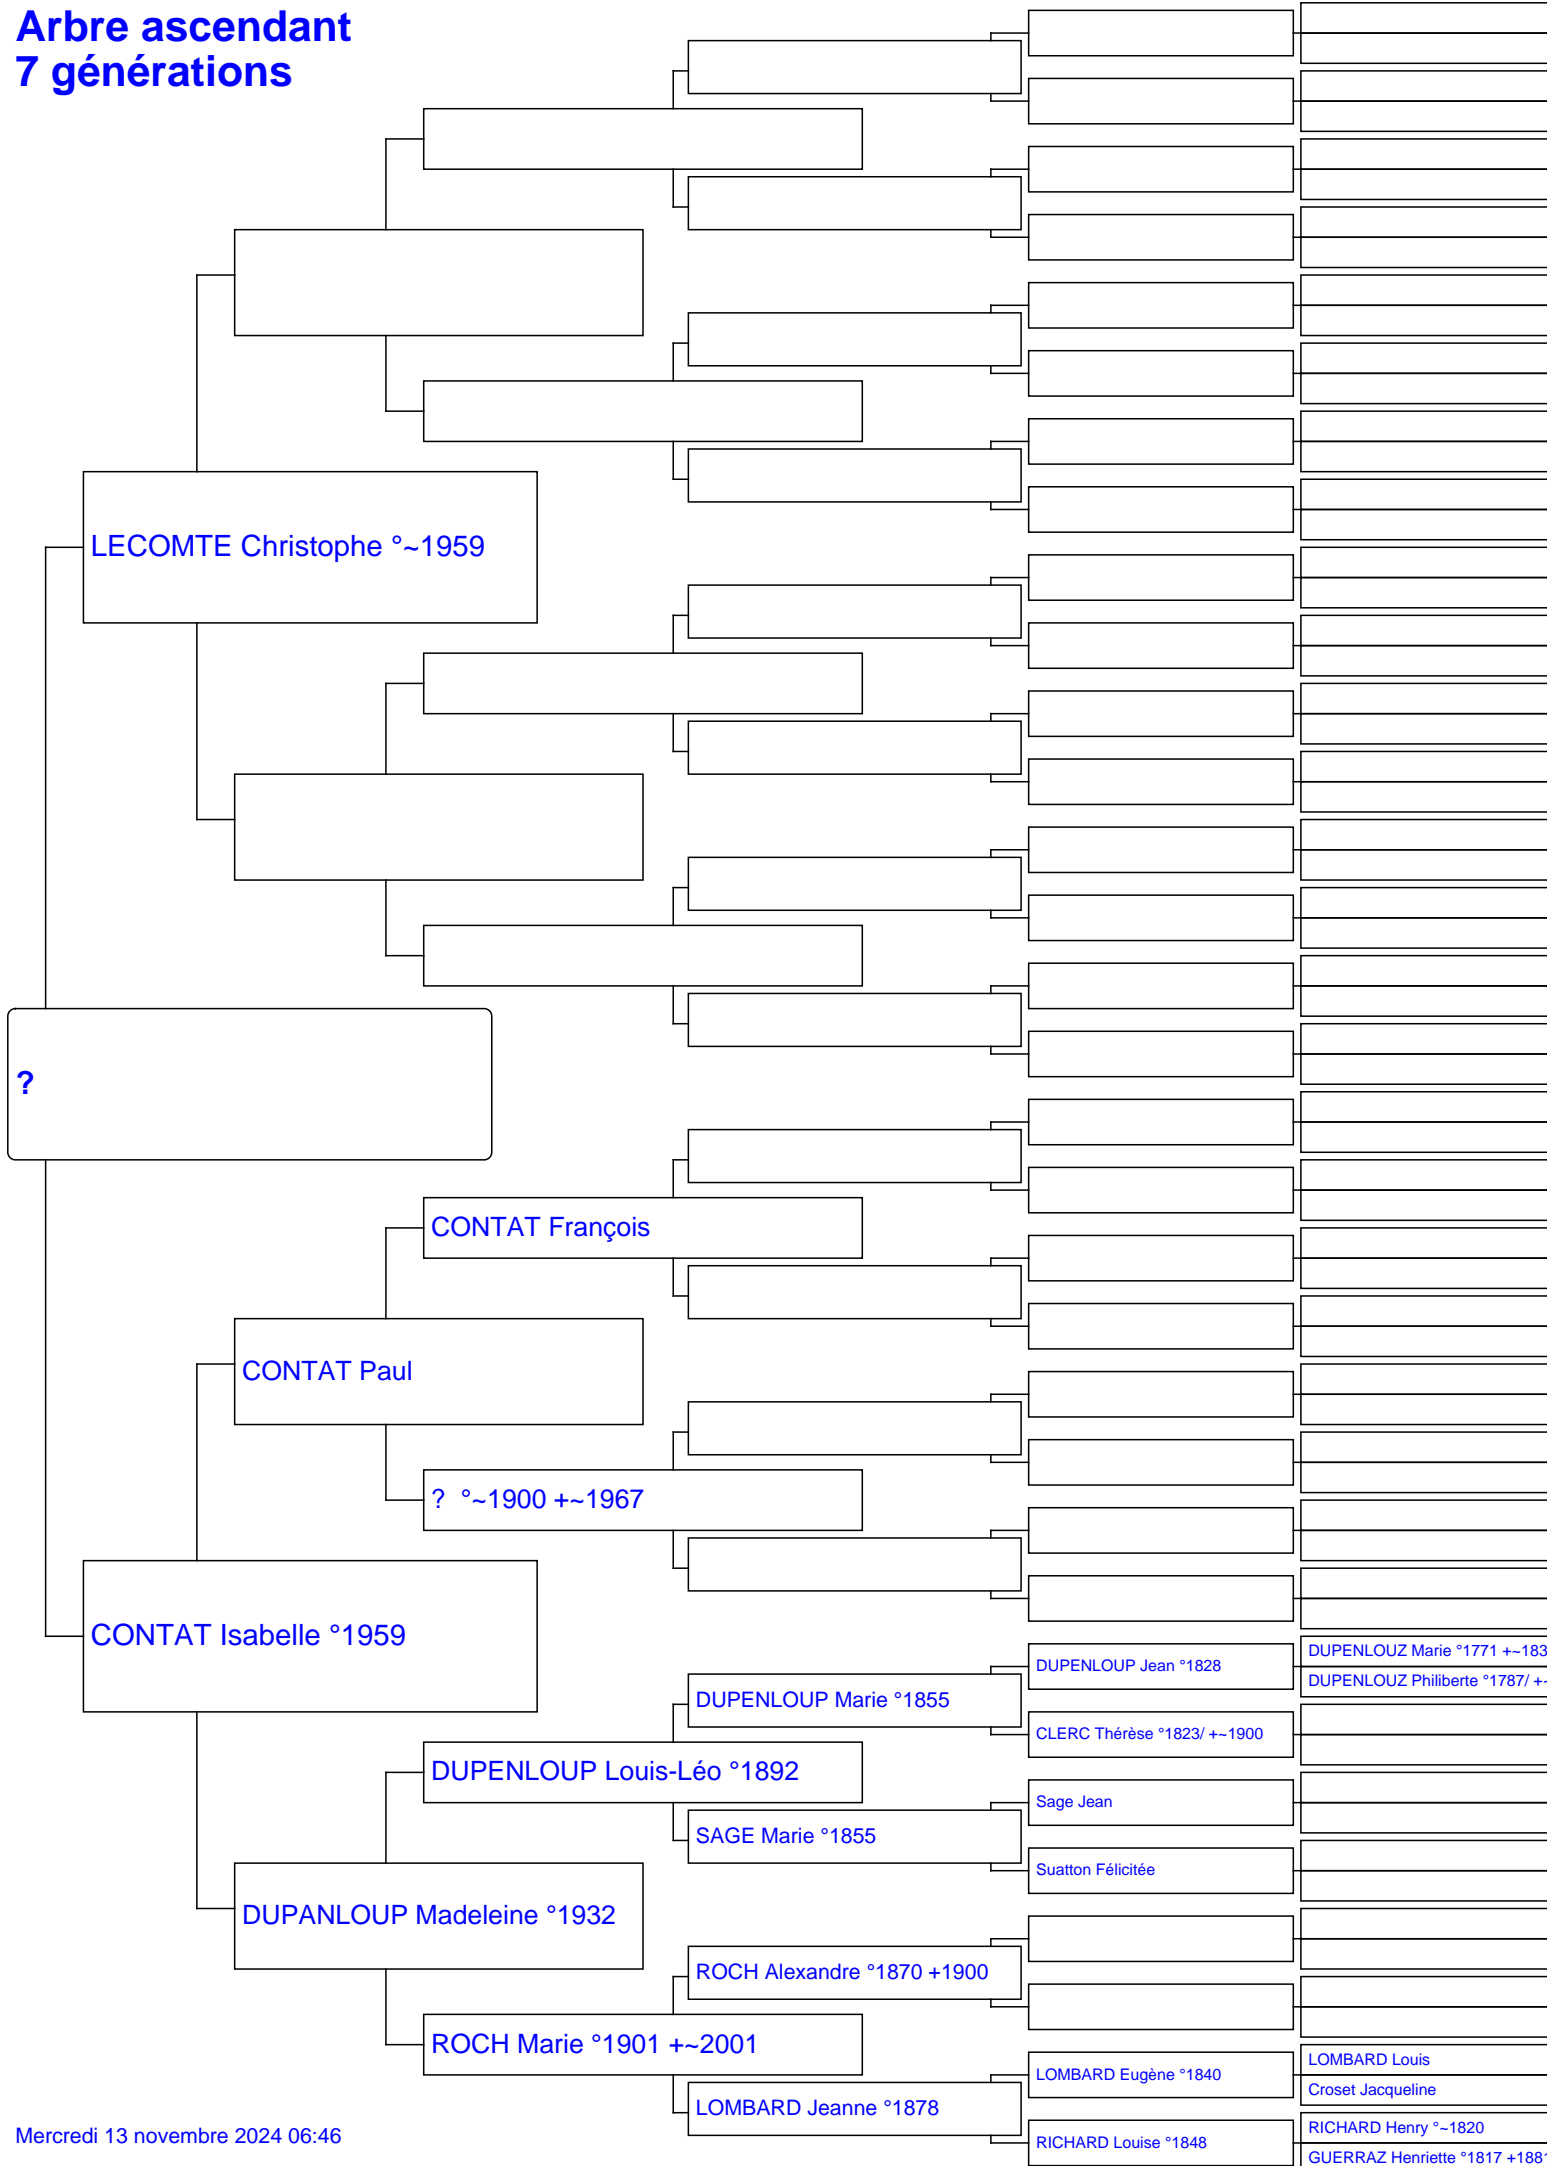 Arbre ascendant
7 générations
LECOMTE Christophe °~1959
?
CONTAT François
CONTAT Paul
? °~1900 +~1967
CONTAT Isabelle °1959
DUPENLOUP Jean °1828
DUPENLOUZ Marie °1771 +~183
DUPENLOUZ Philiberte °1787/ +~
DUPENLOUP Marie °1855
CLERC Thérèse °1823/ +~1900
DUPENLOUP Louis-Léo °1892
Sage Jean
SAGE Marie °1855
Suatton Félicitée
DUPANLOUP Madeleine °1932
ROCH Alexandre °1870 +1900
ROCH Marie °1901 +~2001
LOMBARD Eugène °1840
LOMBARD Louis
Croset Jacqueline
LOMBARD Jeanne °1878
RICHARD Louise °1848
RICHARD Henry °~1820
GUERRAZ Henriette °1817 +1881
Mercredi 13 novembre 2024 06:46